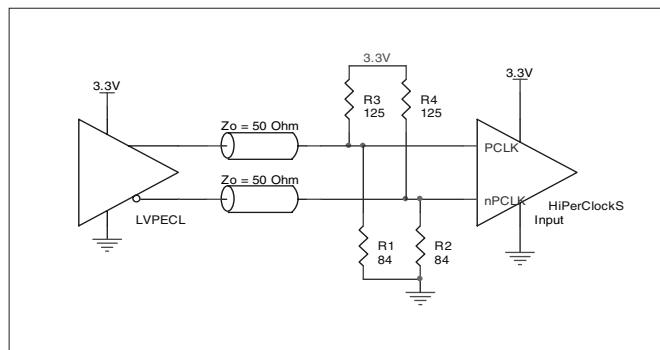 3.3V
3.3V
3.3V
R3
125
R4
125
Zo = 50 Ohm
PCLK
Zo = 50 Ohm
nPCLK
HiPerClockS
Input
LVPECL
R1
84
R2
84